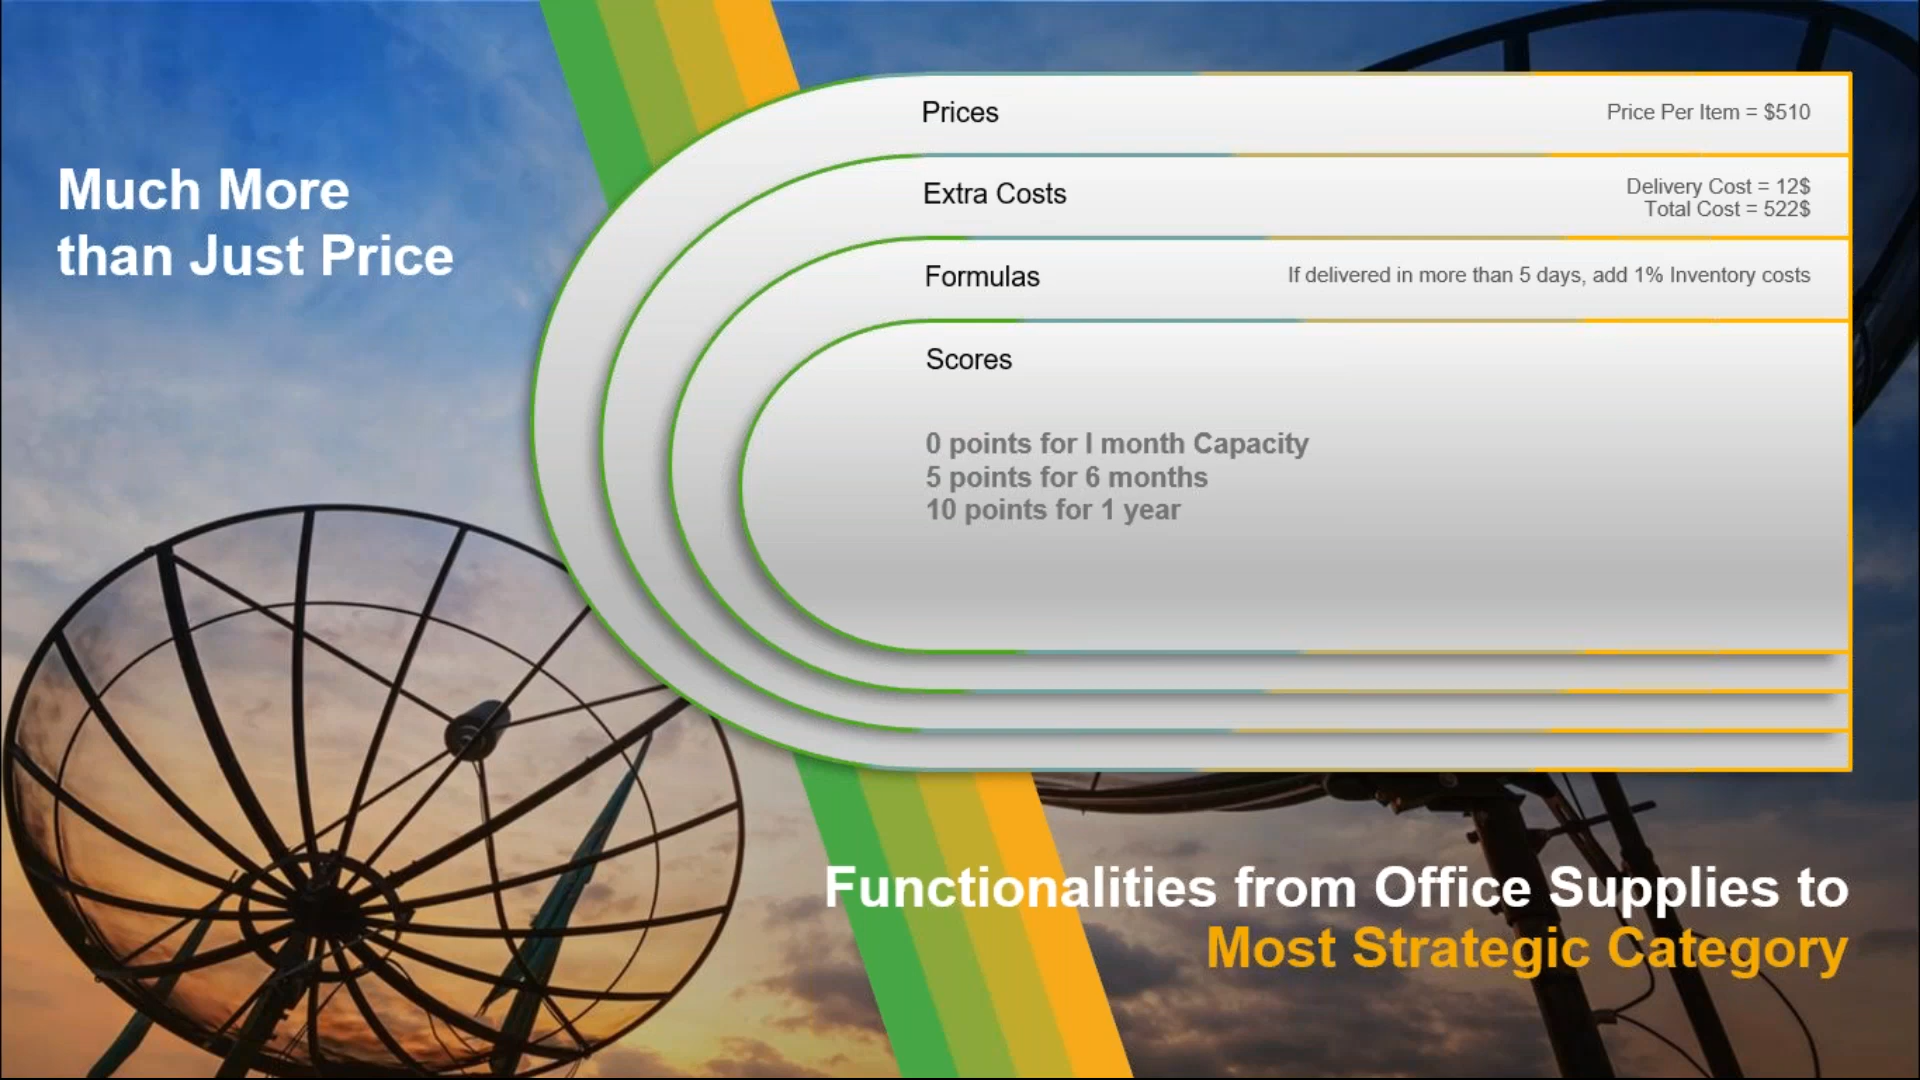 Much More
than Just Price
Prices
Price Per Item = $510
Extra Costs
Delivery Cost = 12$
Total Cost = 522$
Formulas
If delivered in more than 5 days, add 1% Inventory costs
Scores
0 points for I month Capacity
5 points for 6 months
10 points for 1 year
Functionalities from Office Supplies to
Most Strategic Category